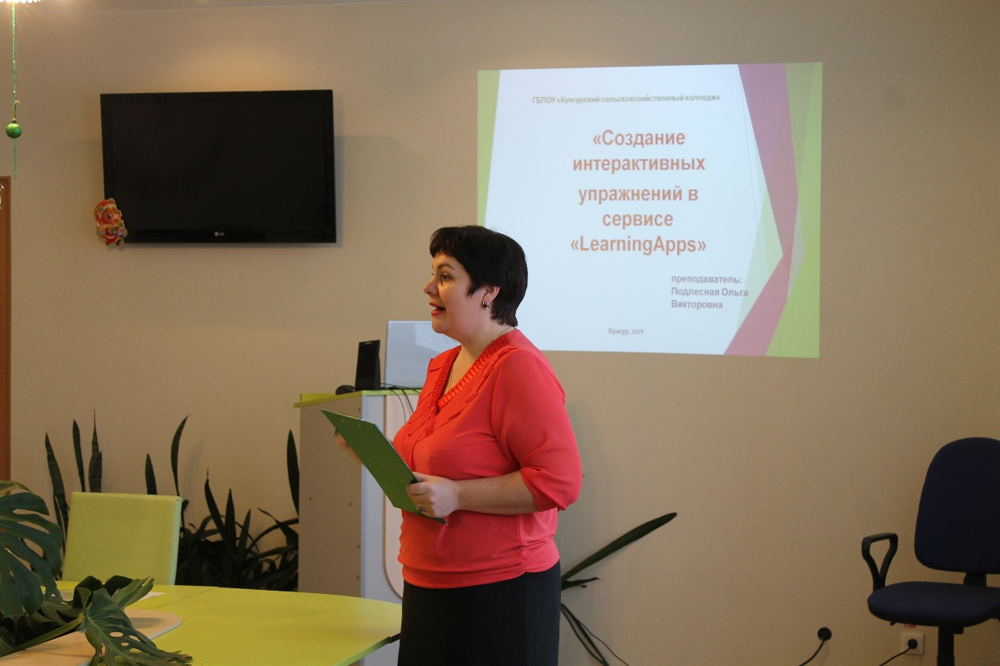 ГБПОУ «Кунгурский сельскохозяйственный колледж»
«Создание
интерактивных
упражнений в
сервисе
«LearningApps»
преподаватель:
Подлесная Ольга
Викторовна
Кунгур, 2019
LG